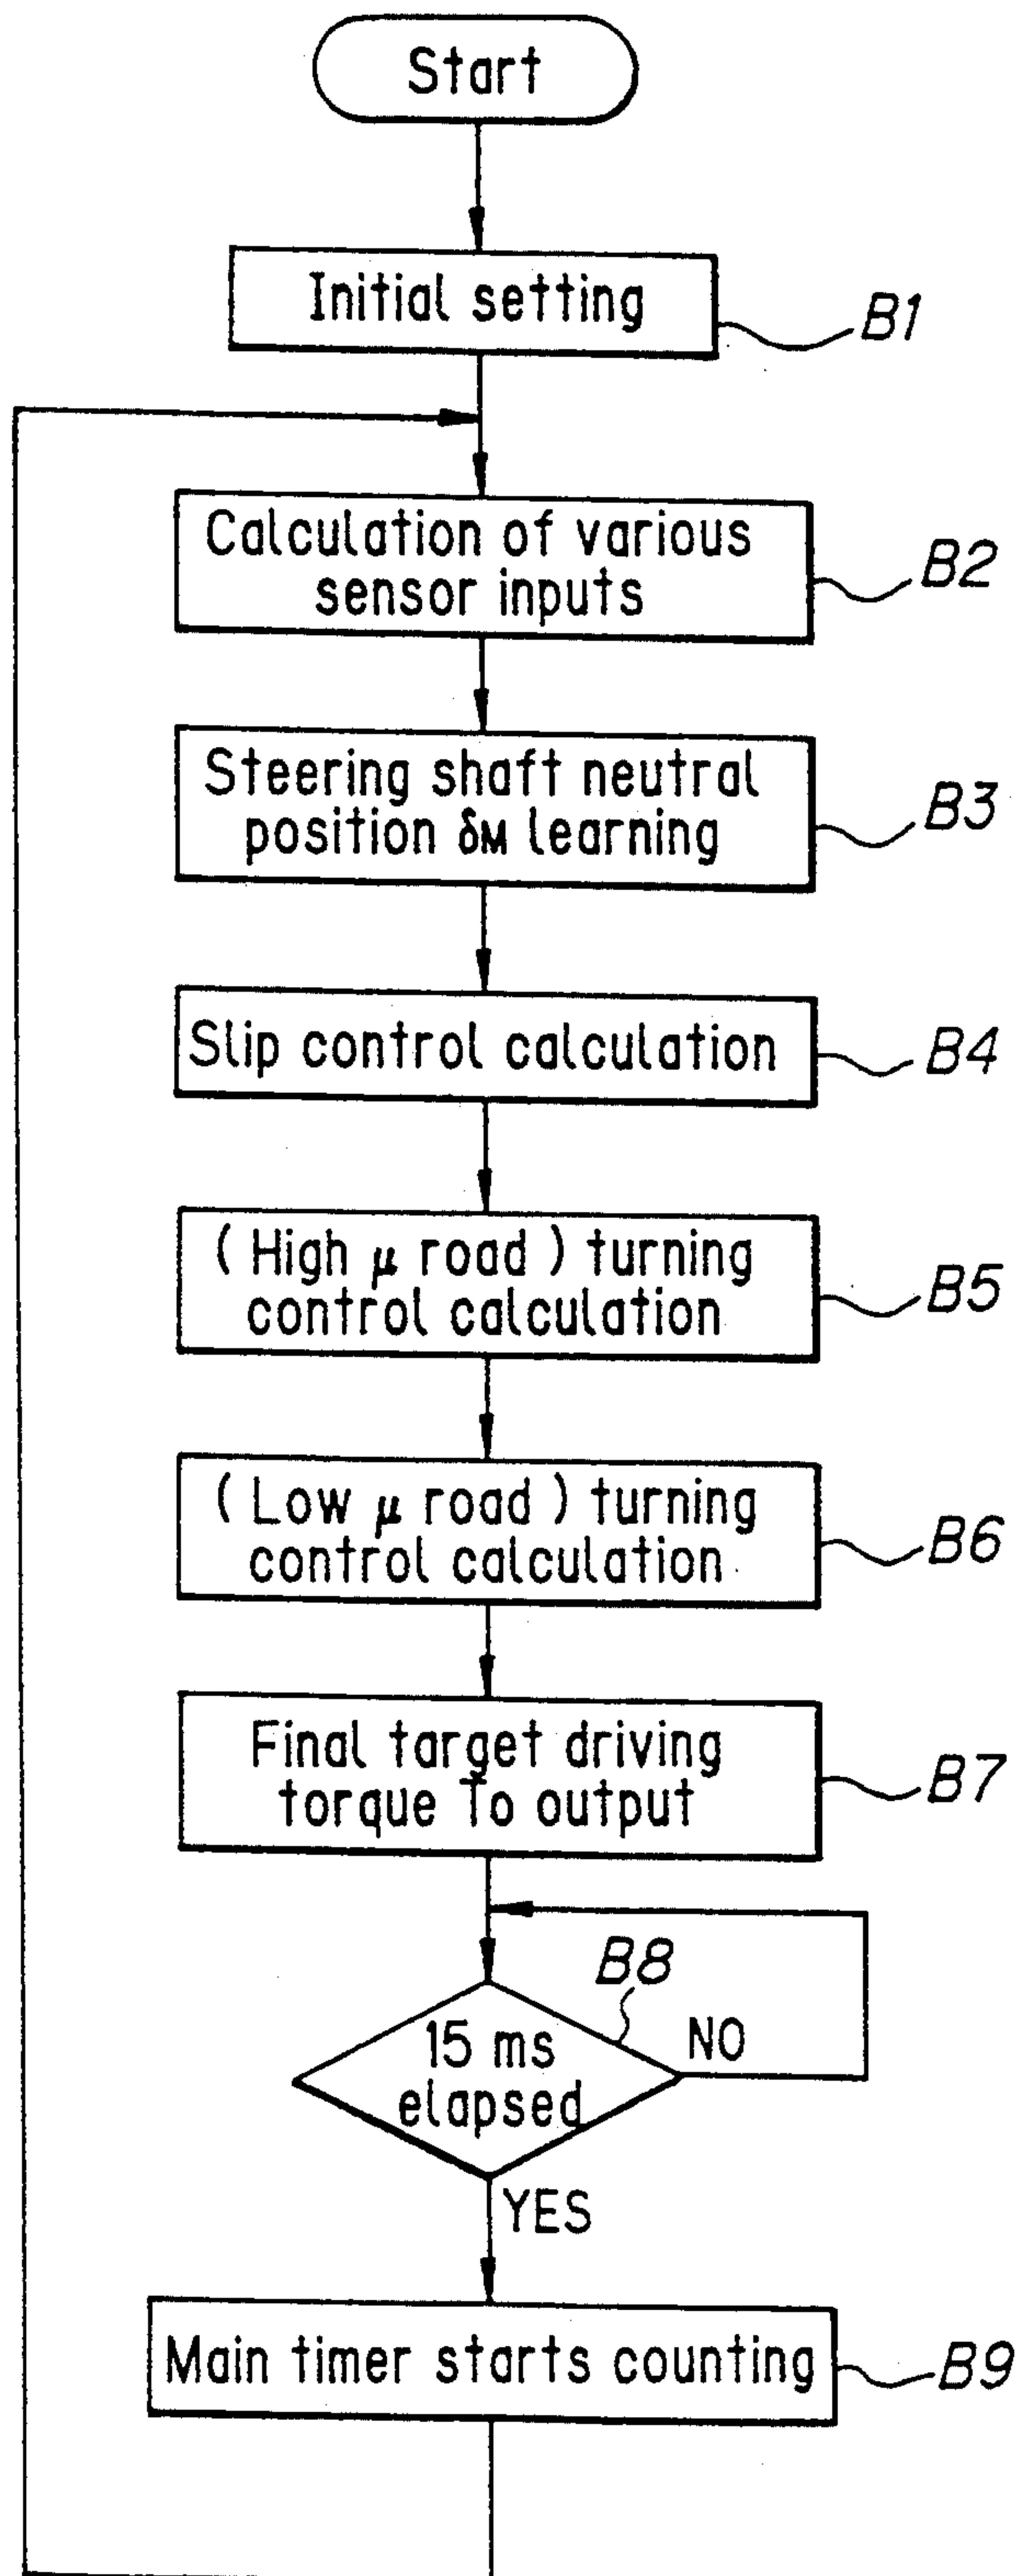 Start
Initial setting
B1
Calculation of various
sensor inputs
B2
Steering shaft neutral
position δM learning
B3
Slip control calculation
B4
( High μ road ) turning
control calculation
B5
( Low μ road ) turning
control calculation
B6
Final target driving
torque To output
B7
B8
15 ms
elapsed
NO
YES
Main timer starts counting
B9